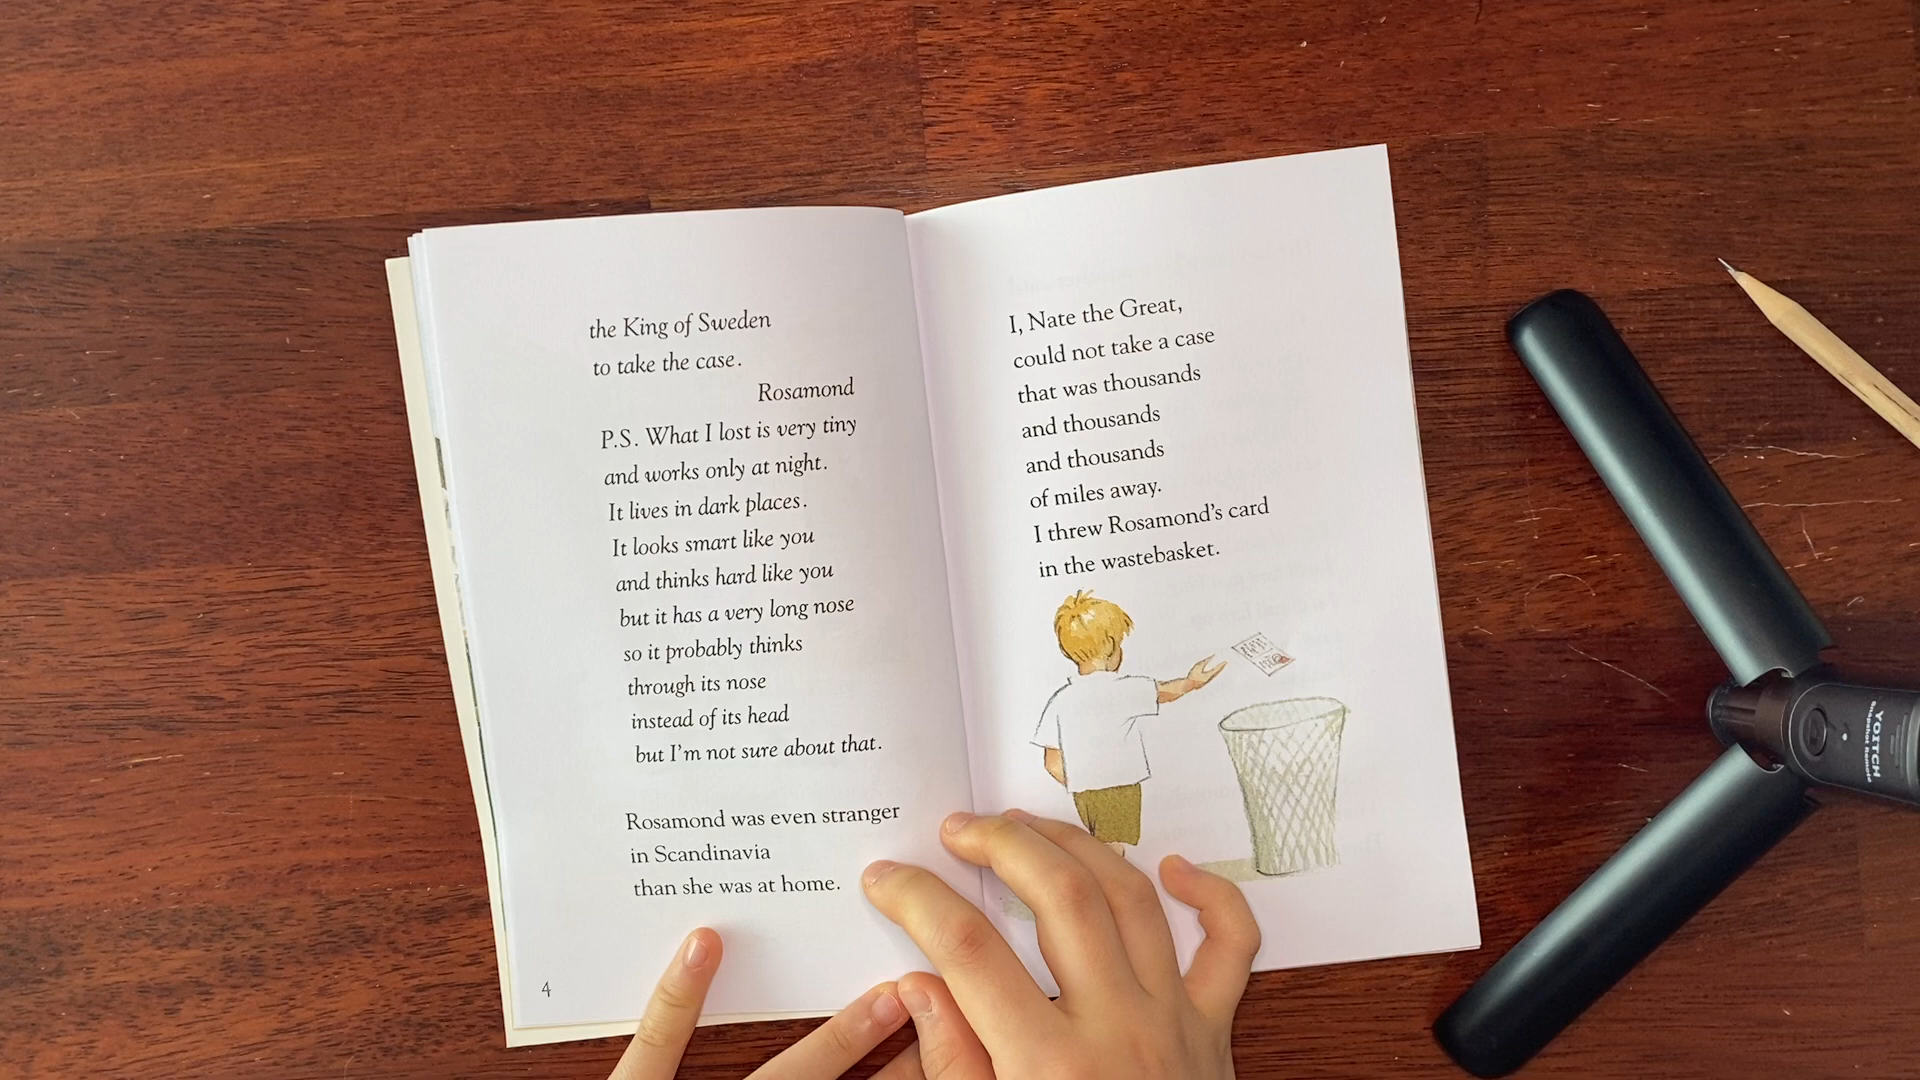 the King of Sweden
to take the case.
Rosamond
P.S. What I lost is very tiny
and works only at night.
It lives in dark places.
It looks smart like you
and thinks hard like you
but it has a very long nose
so it probably thinks
through its nose
instead of its head
but I'm not sure about that.
Rosamond was even stranger
in Scandinavia
than she was at home.
4
I, Nate the Great,
could not take a case
that was thousands
and thousands
and thousands
of miles away.
I threw Rosamond's card
in the wastebasket.
YOITCH
Snapshot Remote